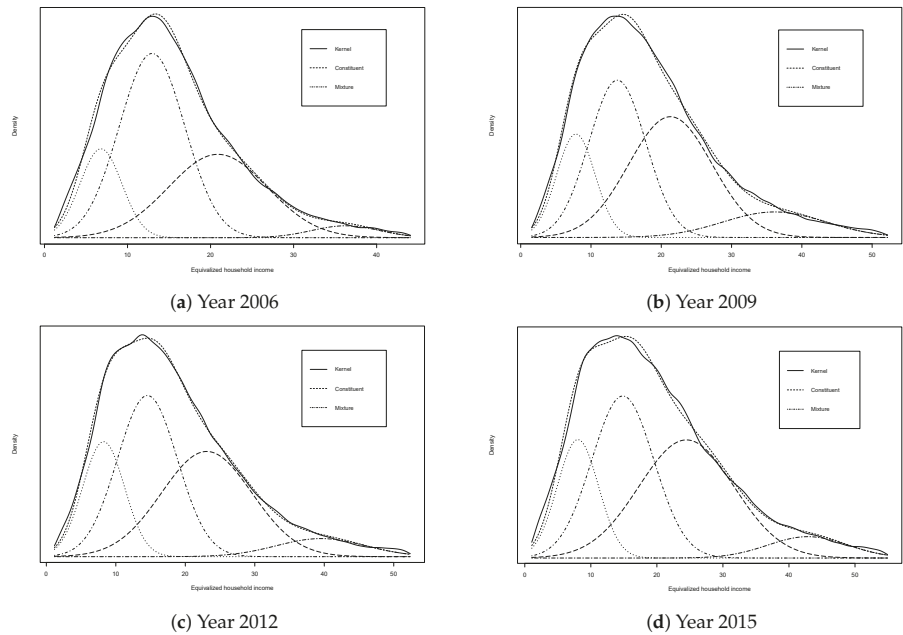 Kernel
Constituent
Mixture
Density
0 10 20 30 40
Equivalized household income
(a) Year 2006
Kernel
Constituent
Mixture
Density
0 10 20 30 40 50
Equivalized household income
(b) Year 2009
Kernel
Constituent
Mixture
Density
0 10 20 30 40 50
Equivalized household income
(c) Year 2012
Kernel
Constituent
Mixture
Density
0 10 20 30 40 50
Equivalized household income
(d) Year 2015